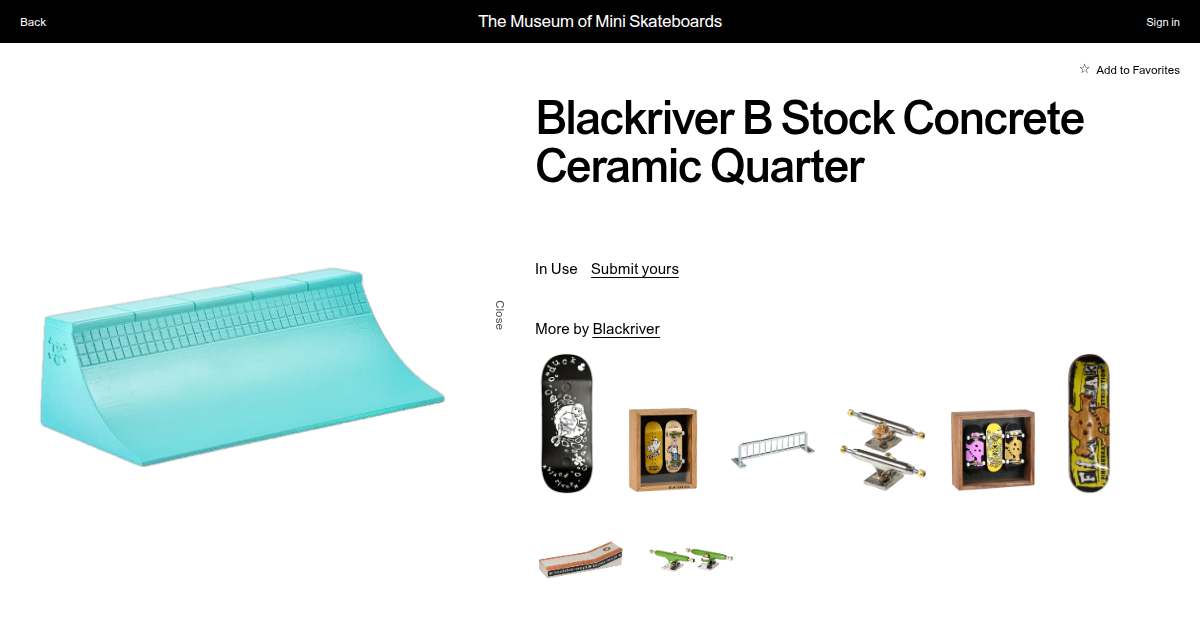 Back
The Museum of Mini Skateboards
Sign in
☆ Add to Favorites
Blackriver B Stock Concrete
Ceramic Quarter
In Use Submit yours
Close
More by Blackriver